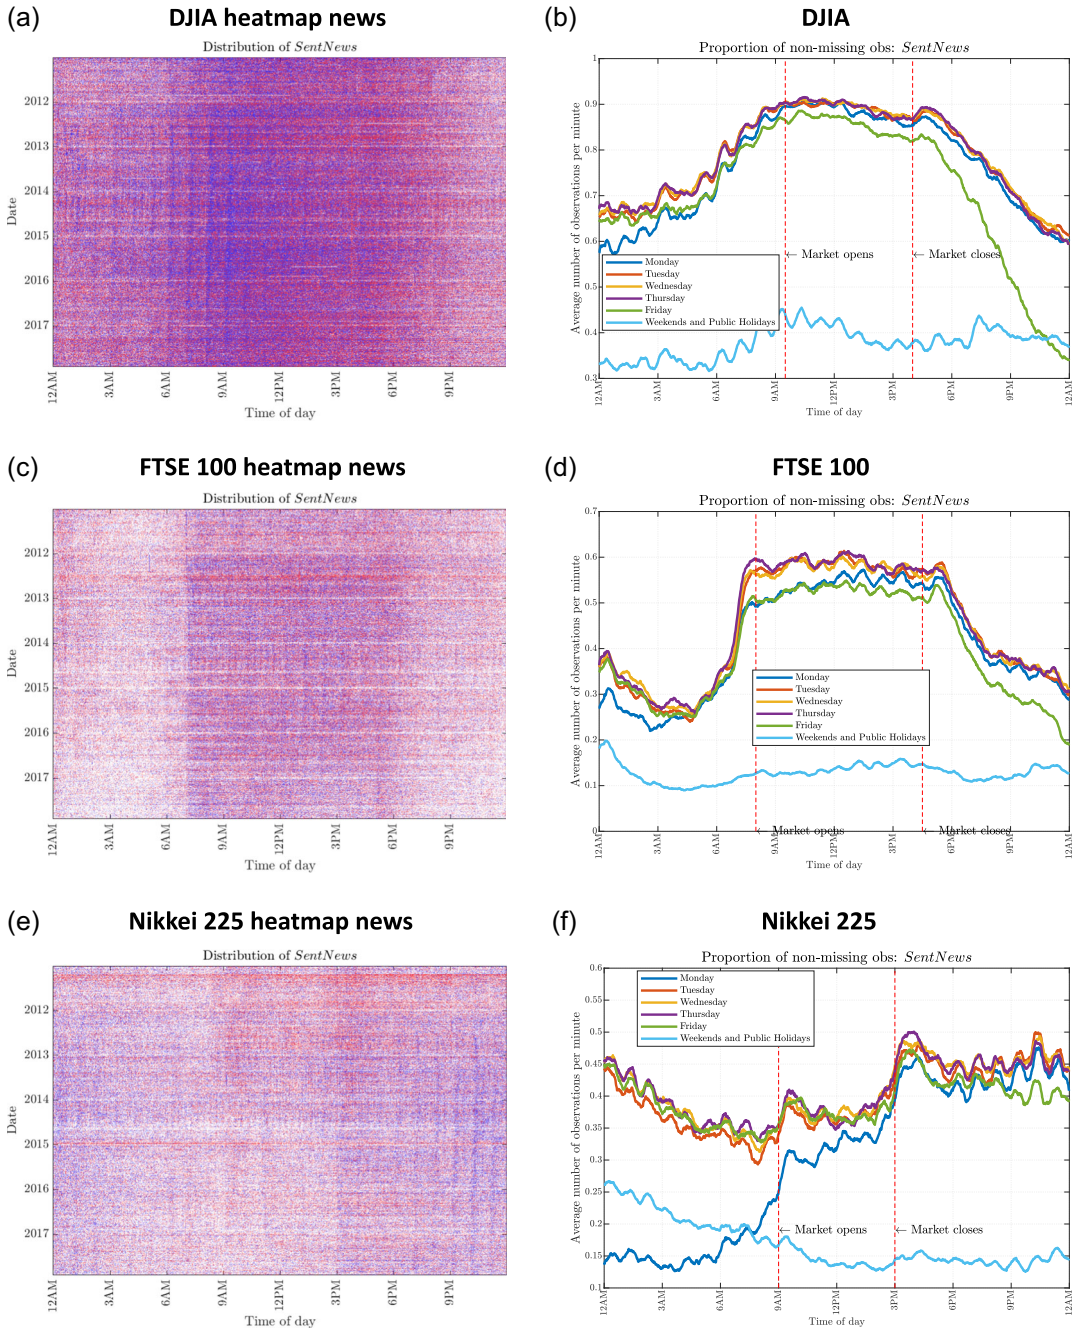 (a) DJIA heatmap news
Distribution of SentNews
Date
2012
2013
2014
2015
2016
2017
12AM 3AM 6AM 9AM 12PM 3PM 6PM 9PM
Time of day
(b) DJIA
Proportion of non-missing obs: SentNews
Average number of observations per minute
1
0.9
0.8
0.7
0.6
0.5
0.4
0.3
← Market opens
← Market closes
Monday
Tuesday
Wednesday
Thursday
Friday
Weekends and Public Holidays
12AM 3AM 6AM 9AM 12PM 3PM 6PM 9PM 12AM
Time of day
(c) FTSE 100 heatmap news
Distribution of SentNews
Date
2012
2013
2014
2015
2016
2017
12AM 3AM 6AM 9AM 12PM 3PM 6PM 9PM
Time of day
(d) FTSE 100
Proportion of non-missing obs: SentNews
Average number of observations per minute
0.7
0.6
0.5
0.4
0.3
0.2
0.1
0
Monday
Tuesday
Wednesday
Thursday
Friday
Weekends and Public Holidays
← Market opens
← Market closes
12AM 3AM 6AM 9AM 12PM 3PM 6PM 9PM 12AM
Time of day
(e) Nikkei 225 heatmap news
Distribution of SentNews
Date
2012
2013
2014
2015
2016
2017
12AM 3AM 6AM 9AM 12PM 3PM 6PM 9PM
Time of day
(f) Nikkei 225
Proportion of non-missing obs: SentNews
Average number of observations per minute
0.6
0.55
0.5
0.45
0.4
0.35
0.3
0.25
0.2
0.15
0.1
Monday
Tuesday
Wednesday
Thursday
Friday
Weekends and Public Holidays
← Market opens
← Market closes
12AM 3AM 6AM 9AM 12PM 3PM 6PM 9PM 12AM
Time of day